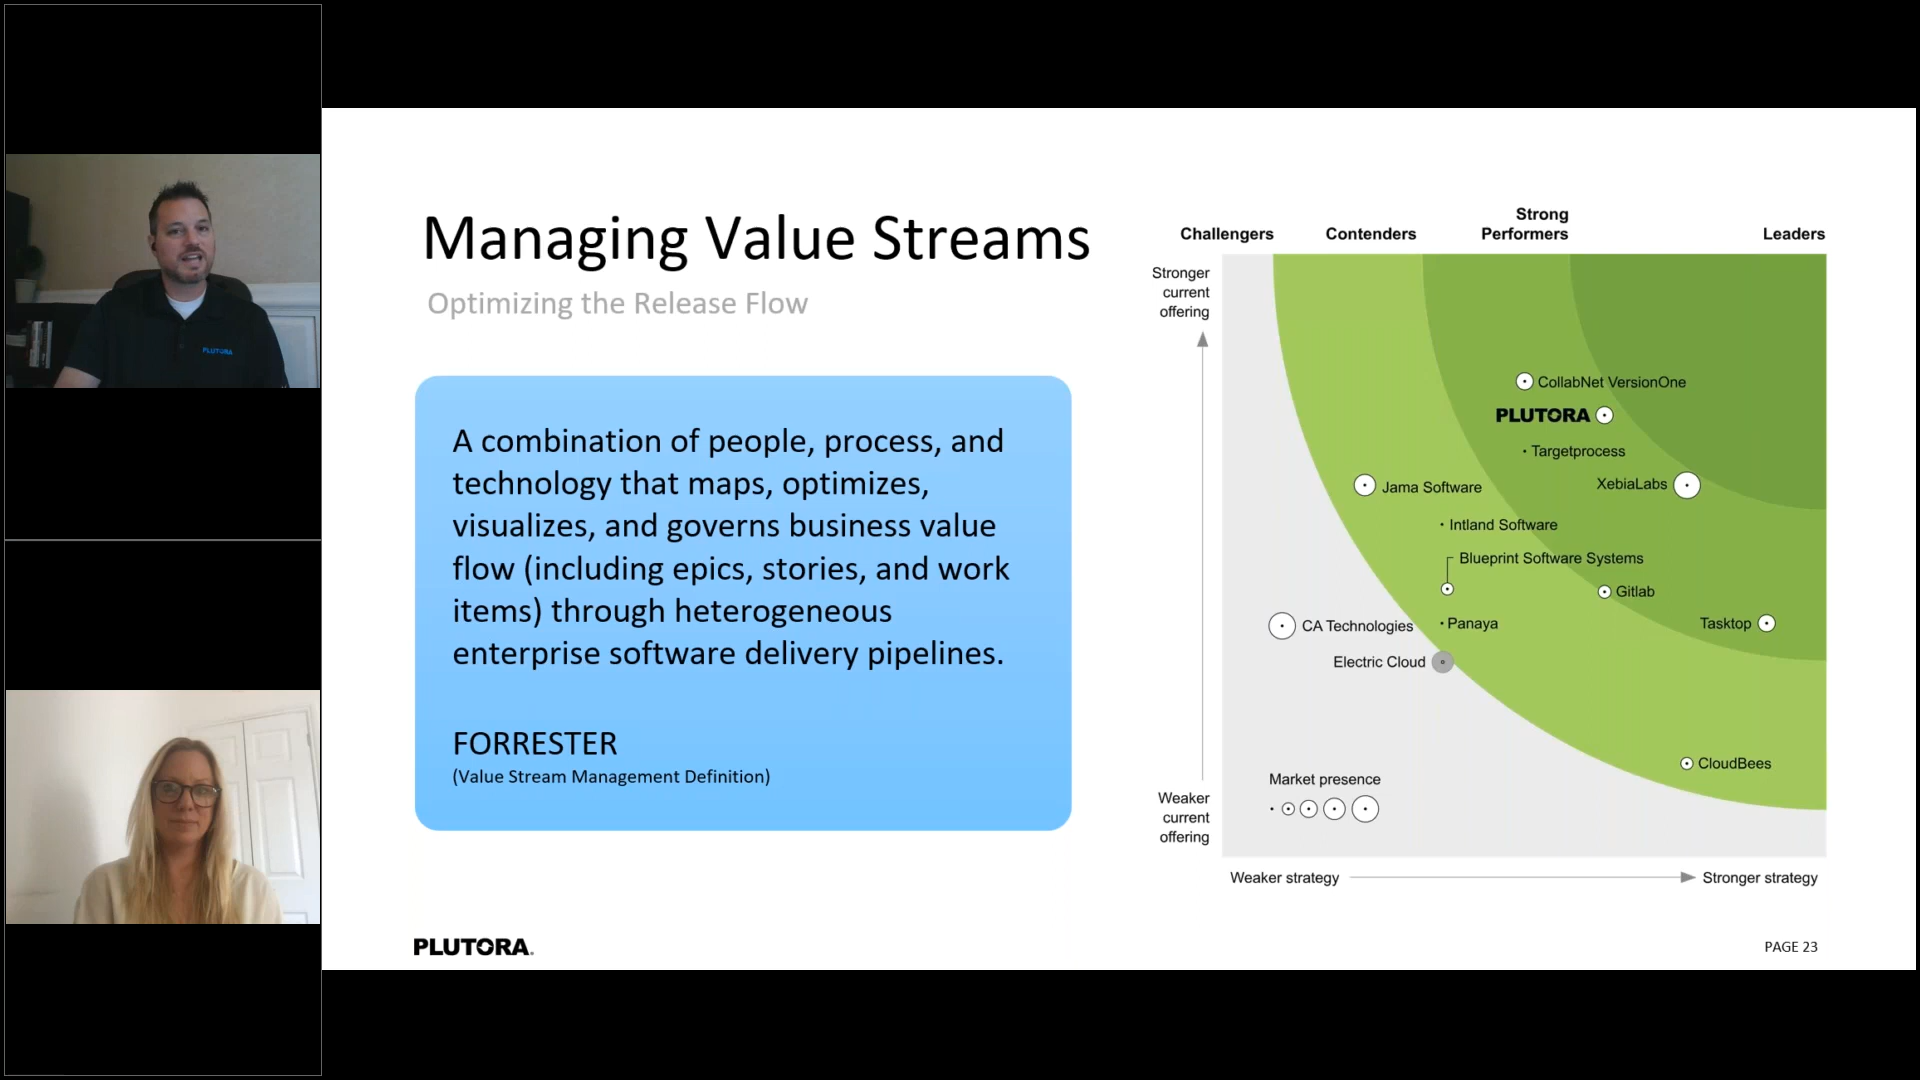 PLUTORA
Managing Value Streams
Optimizing the Release Flow
A combination of people, process, and
technology that maps, optimizes,
visualizes, and governs business value
flow (including epics, stories, and work
items) through heterogeneous
enterprise software delivery pipelines.
FORRESTER
(Value Stream Management Definition)
Challengers
Contenders
Strong
Performers
Leaders
Stronger
current
offering
CollabNet VersionOne
PLUTORA
Targetprocess
XebiaLabs
Jama Software
Intland Software
Blueprint Software Systems
Gitlab
CA Technologies
Panaya
Tasktop
Electric Cloud
CloudBees
Market presence
Weaker
current
offering
Weaker strategy
Stronger strategy
PLUTORA.
PAGE 23